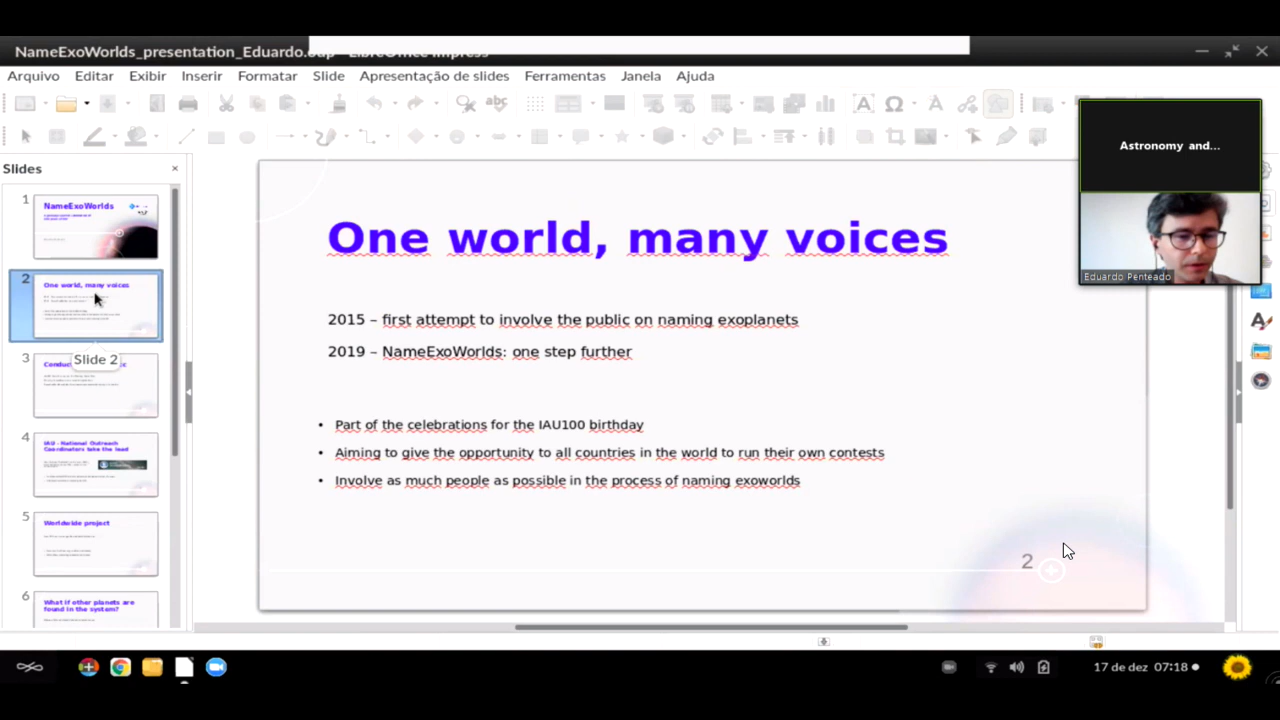 NameExoWorlds_presentation_Eduardo.odp - LibreOffice Impress
Arquivo Editar Exibir Inserir Formatar Slide Apresentação de slides Ferramentas Janela Ajuda
Slides
1
NameExoWorlds
2
One world, many voices
Slide 2
3
4
IAU - National Outreach
Coordinators take the lead
5
Worldwide project
6
What if other planets are
found in the system?
One world, many voices
2015 – first attempt to involve the public on naming exoplanets
2019 – NameExoWorlds: one step further
• Part of the celebrations for the IAU100 birthday
• Aiming to give the opportunity to all countries in the world to run their own contests
• Involve as much people as possible in the process of naming exoworlds
2
Astronomy and...
Eduardo Penteado
17 de dez 07:18